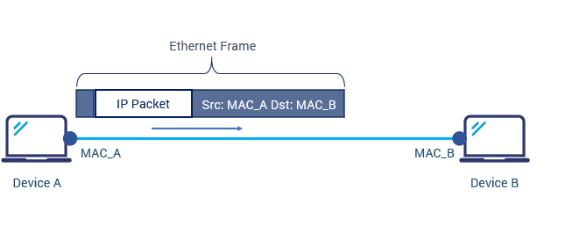 Ethernet Frame
IP Packet
Src: MAC_A Dst: MAC_B
MAC_A
MAC_B
Device A
Device B